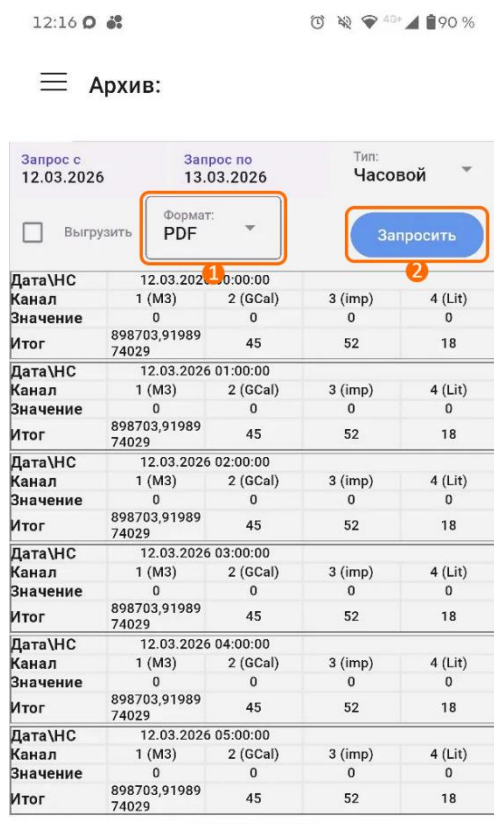 12:16 4G+ 90 %
Архив:
Запрос с Запрос по Тип:
12.03.2026 13.03.2026 Часовой
Формат:
Выгрузить PDF Запросить
1 2
Дата\НС 12.03.2026 00:00:00
Канал 1 (М3) 2 (GCal) 3 (imp) 4 (Lit)
Значение 0 0 0 0
898703,91989
Итог 45 52 18
74029
Дата\НС 12.03.2026 01:00:00
Канал 1 (М3) 2 (GCal) 3 (imp) 4 (Lit)
Значение 0 0 0 0
898703,91989
Итог 45 52 18
74029
Дата\НС 12.03.2026 02:00:00
Канал 1 (М3) 2 (GCal) 3 (imp) 4 (Lit)
Значение 0 0 0 0
898703,91989
Итог 45 52 18
74029
Дата\НС 12.03.2026 03:00:00
Канал 1 (М3) 2 (GCal) 3 (imp) 4 (Lit)
Значение 0 0 0 0
898703,91989
Итог 45 52 18
74029
Дата\НС 12.03.2026 04:00:00
Канал 1 (М3) 2 (GCal) 3 (imp) 4 (Lit)
Значение 0 0 0 0
898703,91989
Итог 45 52 18
74029
Дата\НС 12.03.2026 05:00:00
Канал 1 (М3) 2 (GCal) 3 (imp) 4 (Lit)
Значение 0 0 0 0
898703,91989
Итог 45 52 18
74029